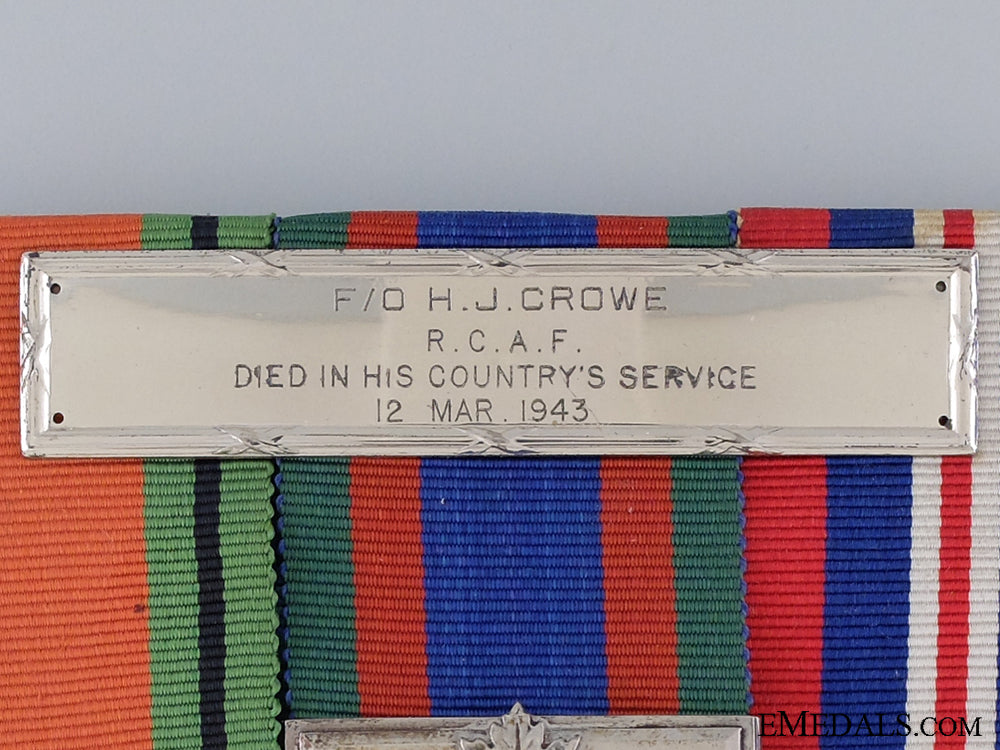 F/O H.J.CROWE
R.C.A.F.
DIED IN HIS COUNTRY'S SERVICE
12 MAR. 1943
EMEDALS.COM